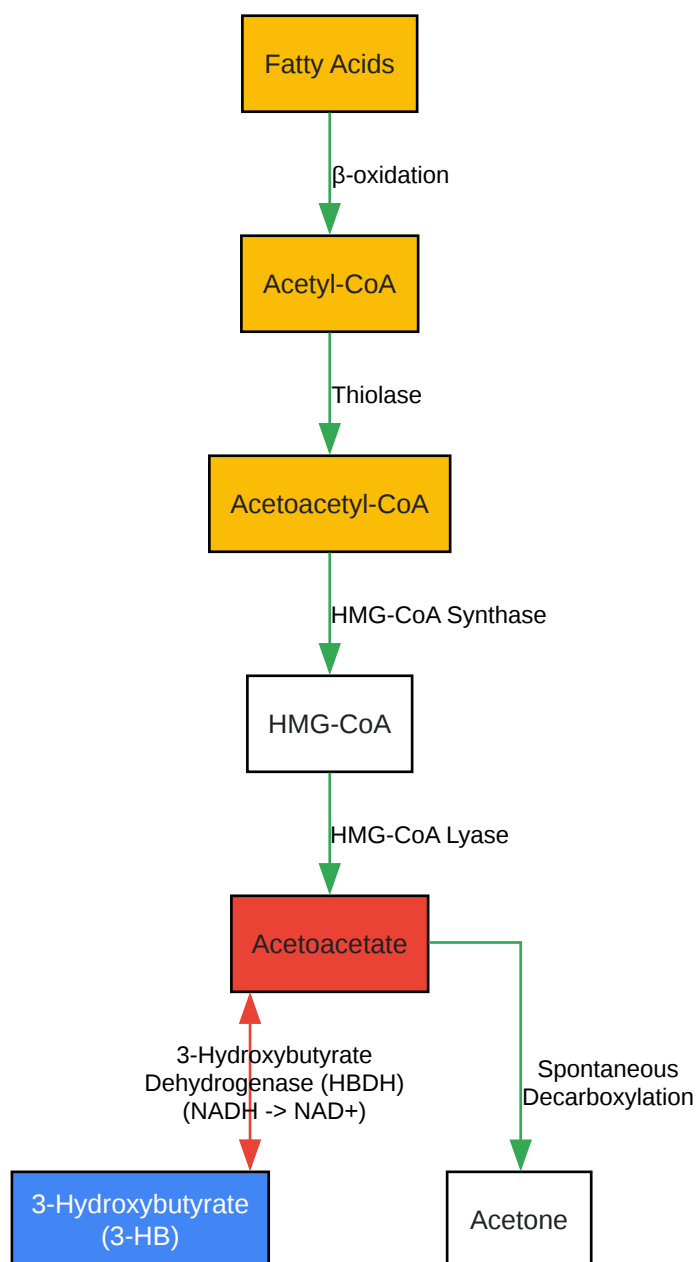 Fatty Acids
β-oxidation
Acetyl-CoA
Thiolase
Acetoacetyl-CoA
HMG-CoA Synthase
HMG-CoA
HMG-CoA Lyase
Acetoacetate
3-Hydroxybutyrate
Dehydrogenase (HBDH)
(NADH -> NAD+)
Spontaneous
Decarboxylation
3-Hydroxybutyrate
(3-HB)
Acetone